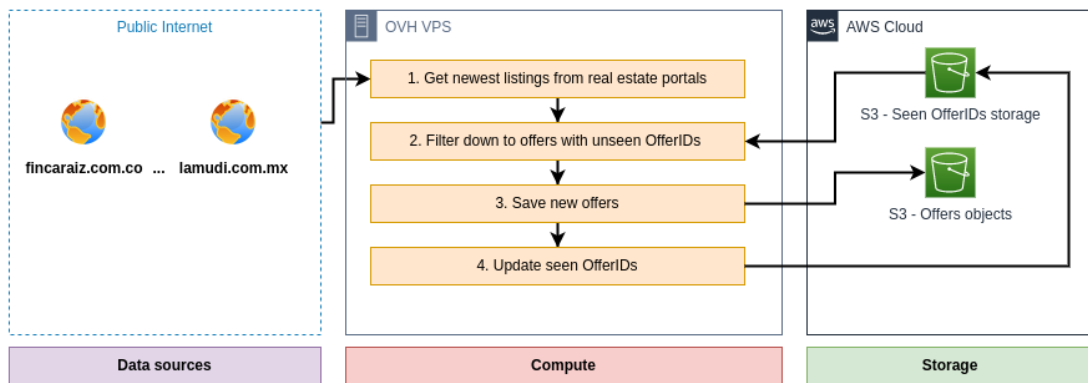 Public Internet
fincaraiz.com.co ... lamudi.com.mx
OVH VPS
1. Get newest listings from real estate portals
2. Filter down to offers with unseen OfferIDs
3. Save new offers
4. Update seen OfferIDs
aws
AWS Cloud
S3 - Seen OfferIDs storage
S3 - Offers objects
Data sources
Compute
Storage